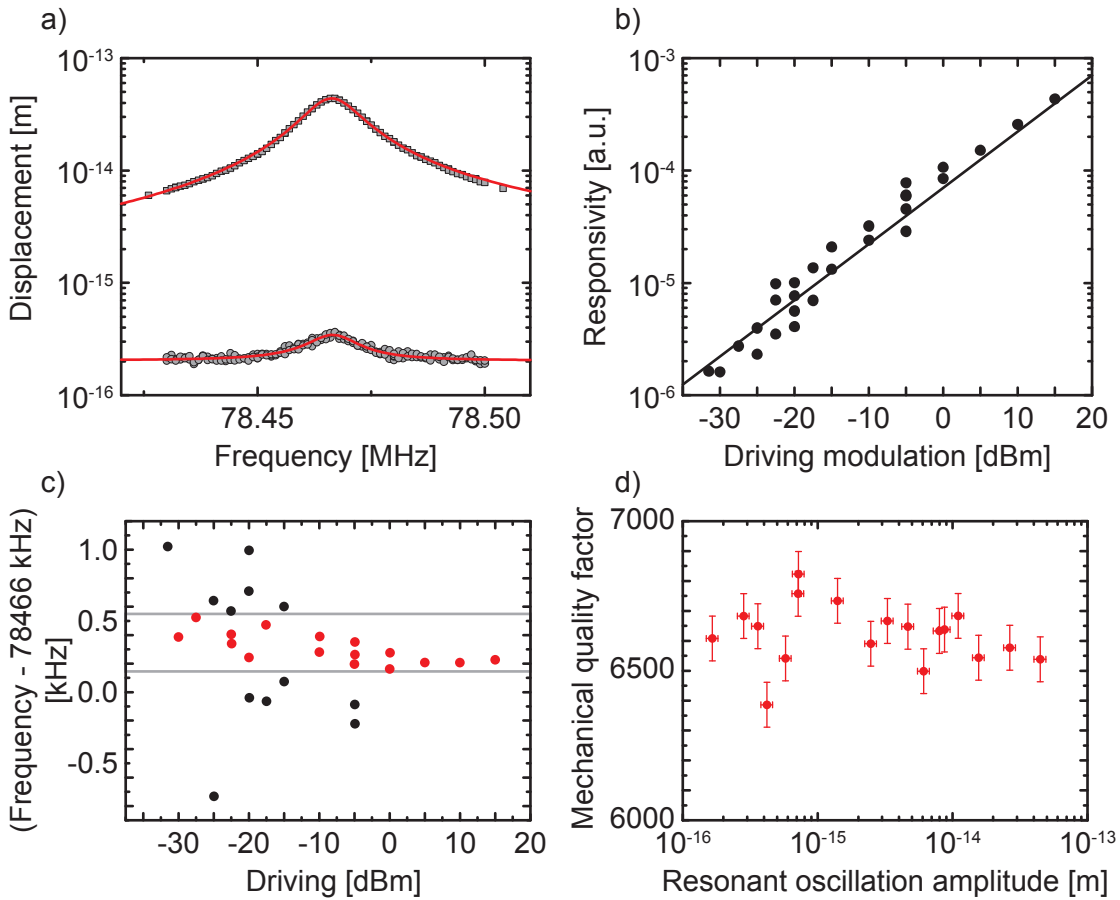 a)
10⁻¹³
10⁻¹⁴
10⁻¹⁵
10⁻¹⁶
Displacement [m]
78.45 78.50
Frequency [MHz]
b)
10⁻³
10⁻⁴
10⁻⁵
10⁻⁶
Responsivity [a.u.]
-30 -20 -10 0 10 20
Driving modulation [dBm]
c)
1.0
0.5
0.0
-0.5
(Frequency - 78466 kHz)
[kHz]
-30 -20 -10 0 10 20
Driving [dBm]
d)
7000
6500
6000
Mechanical quality factor
10⁻¹⁶ 10⁻¹⁵ 10⁻¹⁴ 10⁻¹³
Resonant oscillation amplitude [m]